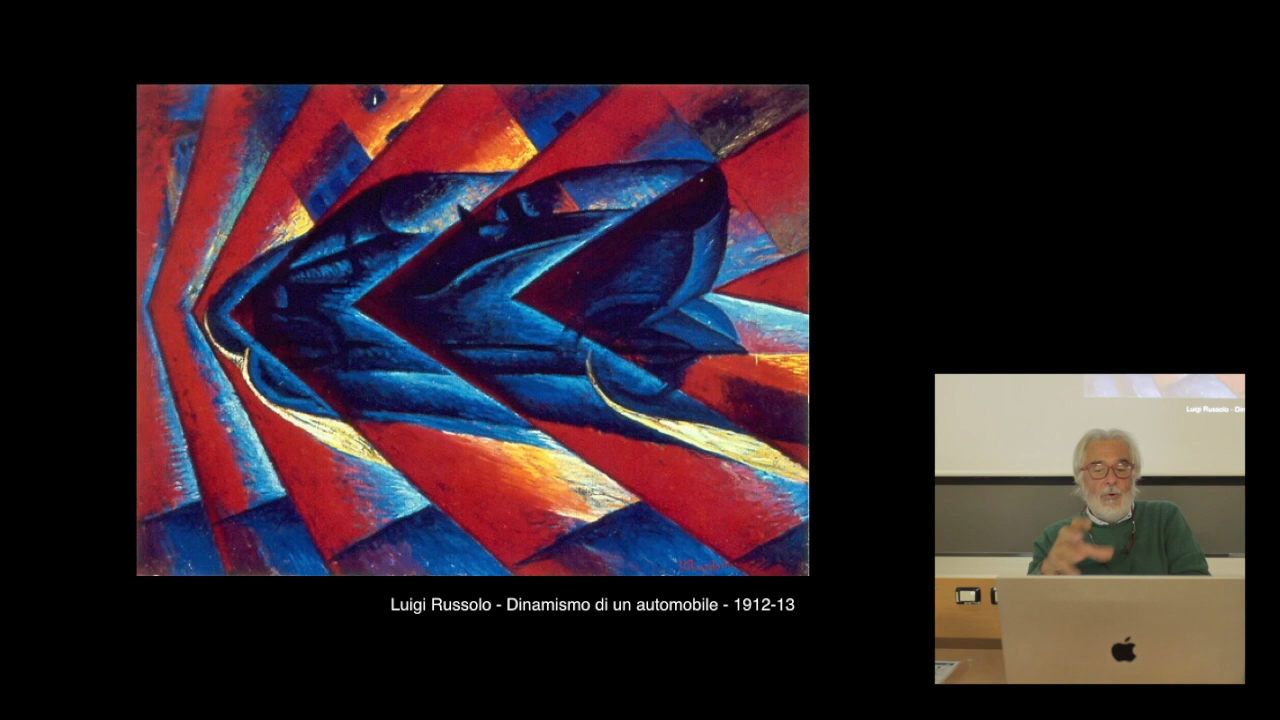 Luigi Russolo - Dinamismo di un automobile - 1912-13
Luigi Russolo - Din